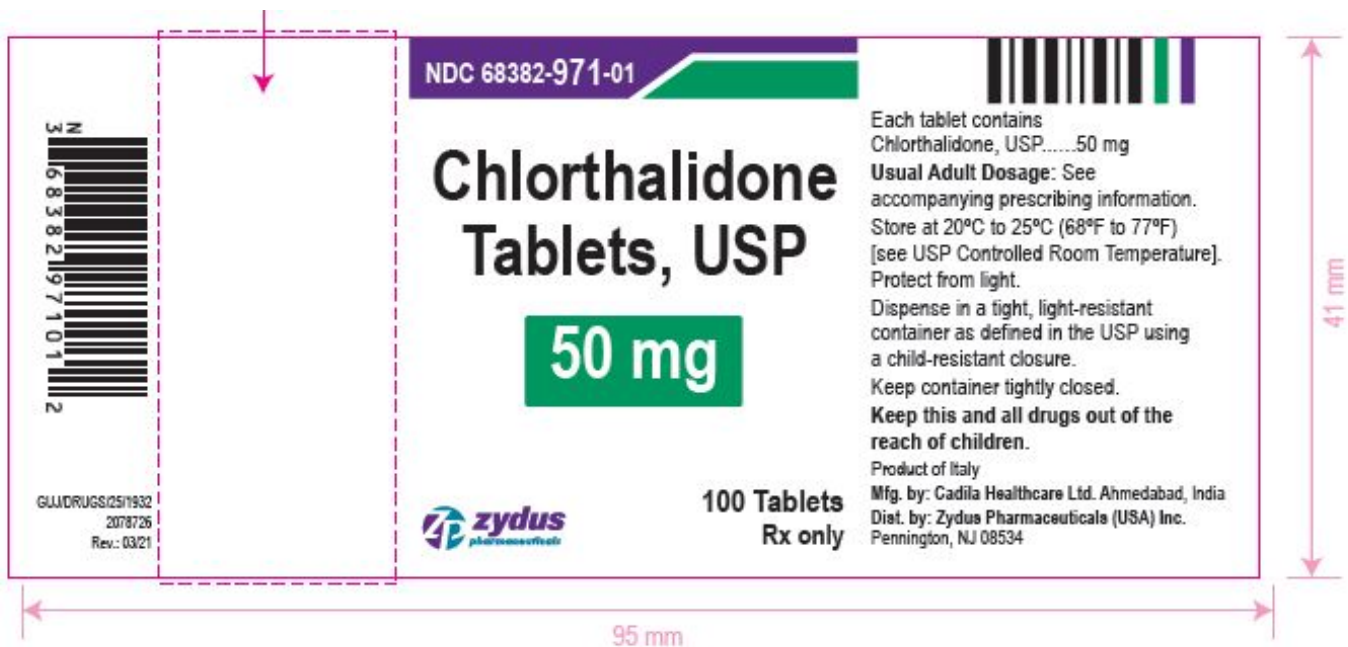 N
3 68382 97101 2
GUJ/DRUGS/25/1932
2078726
Rev.: 03/21
NDC 68382-971-01
Chlorthalidone
Tablets, USP
50 mg
zydus
pharmaceuticals
100 Tablets
Rx only
Each tablet contains
Chlorthalidone, USP......50 mg
Usual Adult Dosage: See
accompanying prescribing information.
Store at 20ºC to 25ºC (68ºF to 77ºF)
[see USP Controlled Room Temperature].
Protect from light.
Dispense in a tight, light-resistant
container as defined in the USP using
a child-resistant closure.
Keep container tightly closed.
Keep this and all drugs out of the
reach of children.
Product of Italy
Mfg. by: Cadila Healthcare Ltd. Ahmedabad, India
Dist. by: Zydus Pharmaceuticals (USA) Inc.
Pennington, NJ 08534
41 mm
95 mm